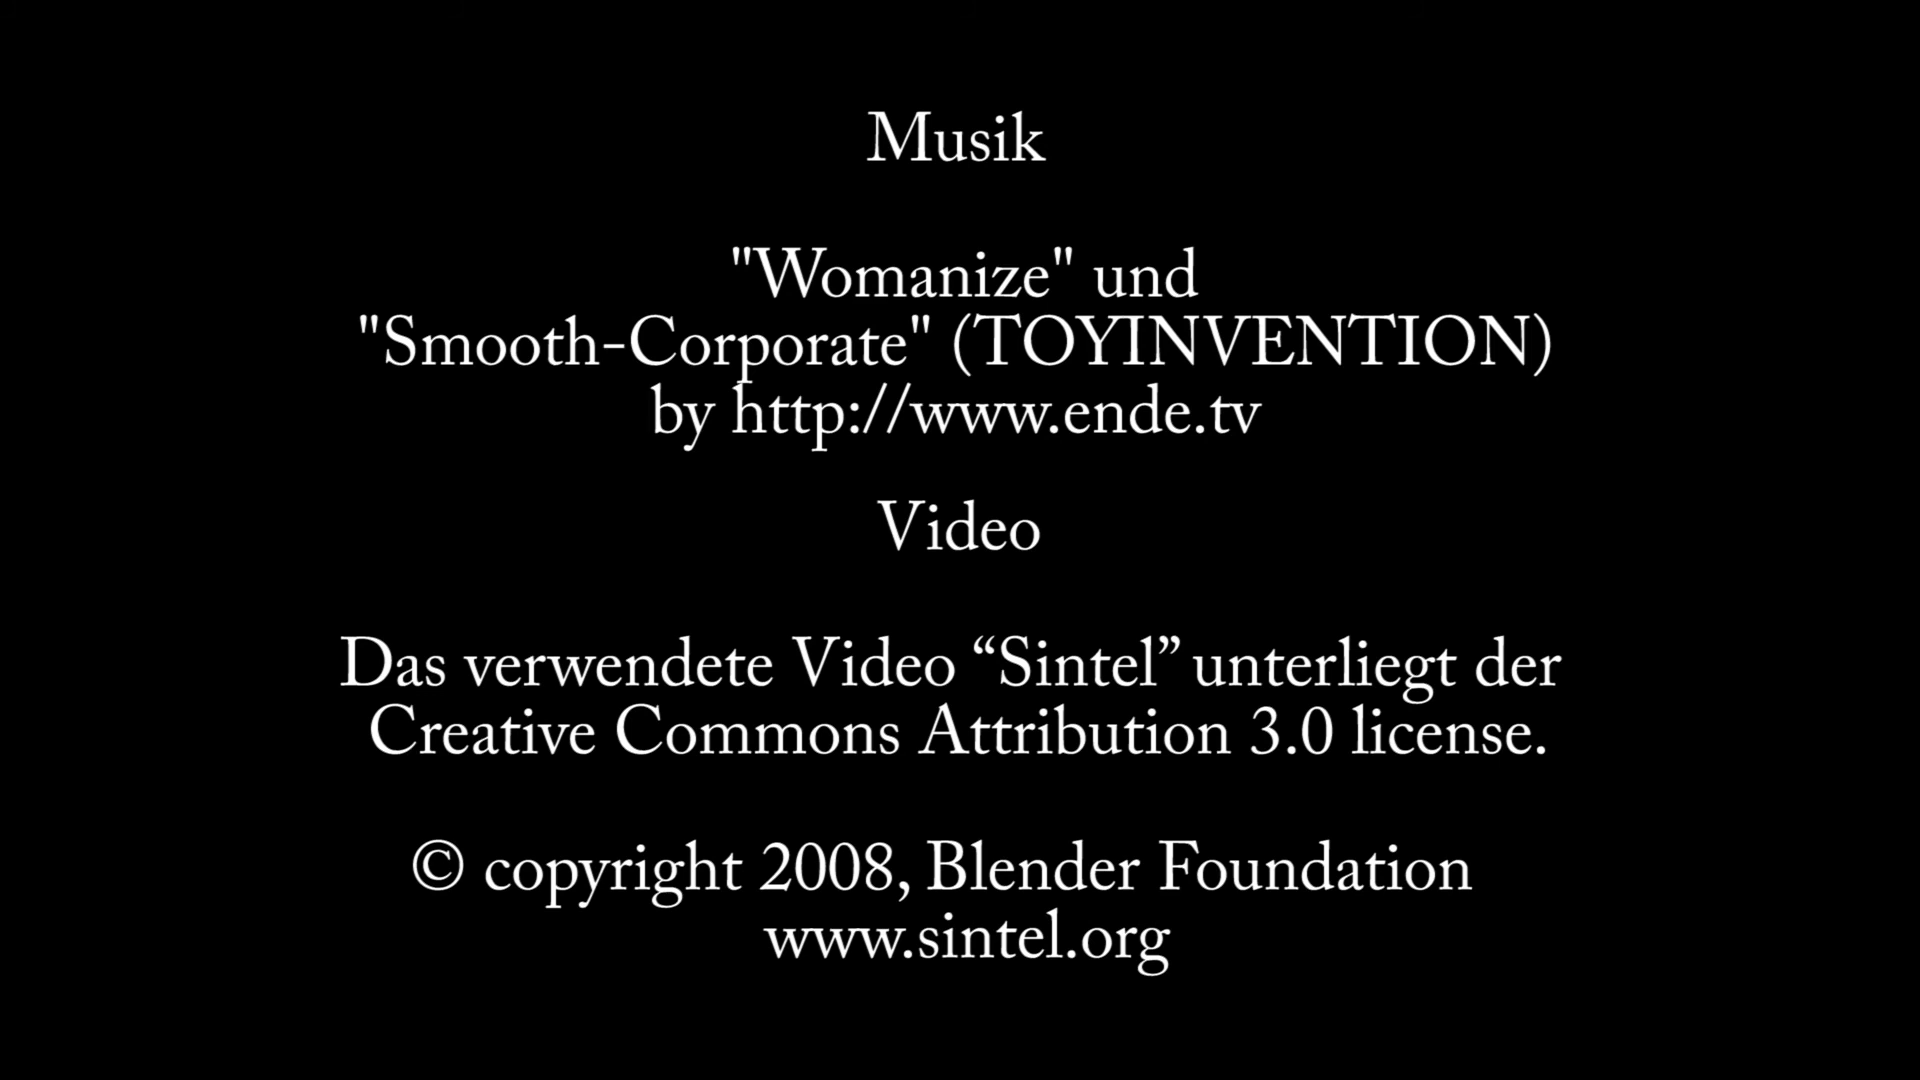 Musik
"Womanize" und
"Smooth-Corporate" (TOYINVENTION)
by http://www.ende.tv
Video
Das verwendete Video “Sintel” unterliegt der
Creative Commons Attribution 3.0 license.
© copyright 2008, Blender Foundation
www.sintel.org